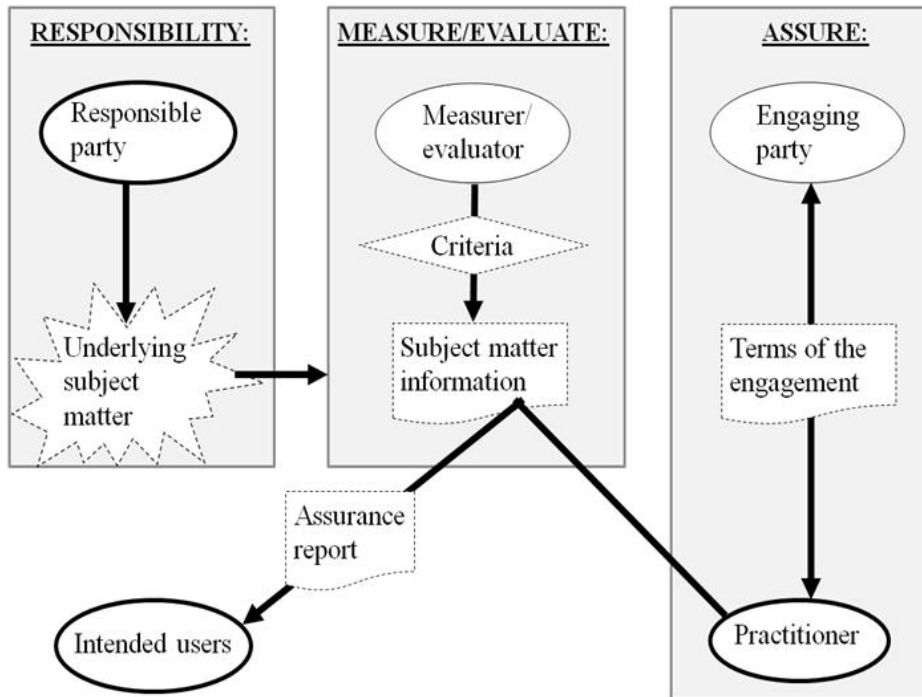 RESPONSIBILITY:
Responsible
party
Underlying
subject
matter
MEASURE/EVALUATE:
Measurer/
evaluator
Criteria
Subject matter
information
ASSURE:
Engaging
party
Terms of the
engagement
Practitioner
Assurance
report
Intended users